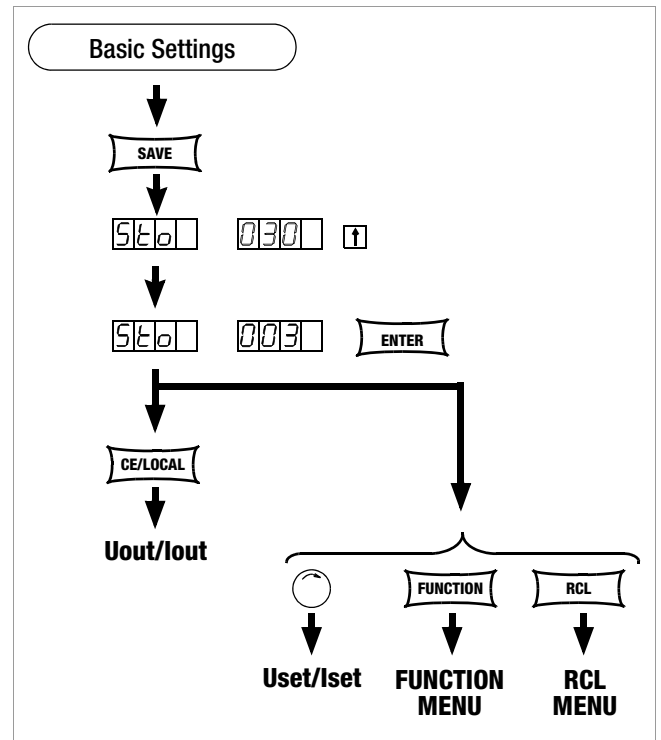 Basic Settings
SAVE
Sto 030
Sto 003 ENTER
CE/LOCAL
Uout/Iout
FUNCTION RCL
Uset/Iset FUNCTION MENU RCL MENU